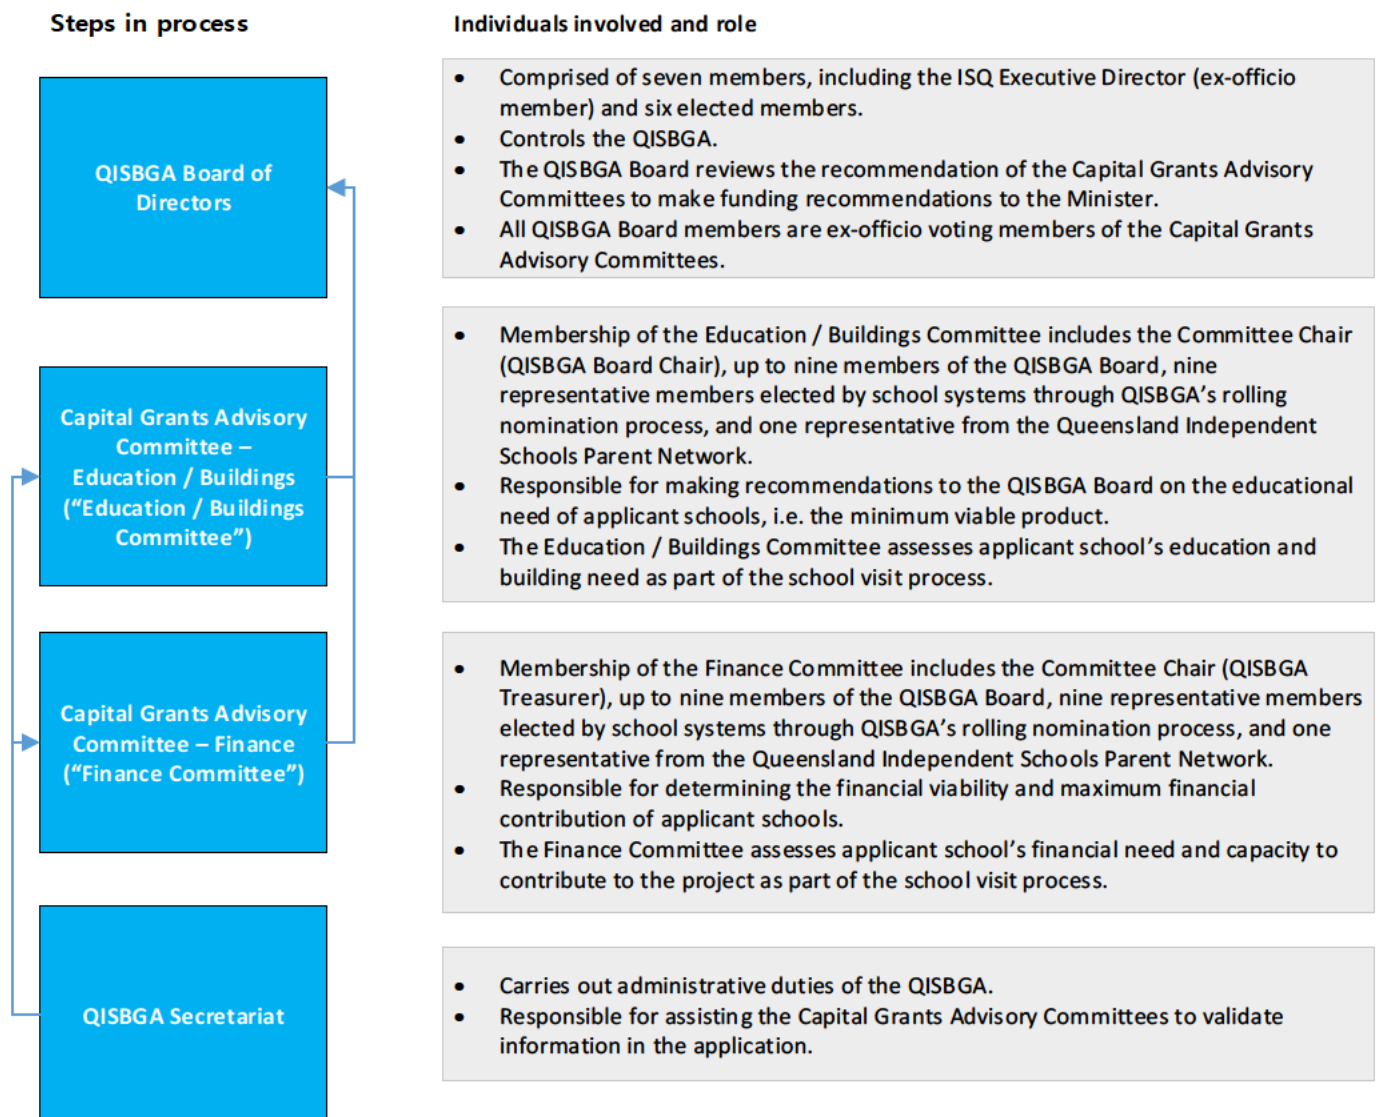 Steps in process
Individuals involved and role
QISBGA Board of
Directors
• Comprised of seven members, including the ISQ Executive Director (ex-officio
member) and six elected members.
• Controls the QISBGA.
• The QISBGA Board reviews the recommendation of the Capital Grants Advisory
Committees to make funding recommendations to the Minister.
• All QISBGA Board members are ex-officio voting members of the Capital Grants
Advisory Committees.
Capital Grants Advisory
Committee –
Education / Buildings
(“Education / Buildings
Committee”)
• Membership of the Education / Buildings Committee includes the Committee Chair
(QISBGA Board Chair), up to nine members of the QISBGA Board, nine
representative members elected by school systems through QISBGA’s rolling
nomination process, and one representative from the Queensland Independent
Schools Parent Network.
• Responsible for making recommendations to the QISBGA Board on the educational
need of applicant schools, i.e. the minimum viable product.
• The Education / Buildings Committee assesses applicant school’s education and
building need as part of the school visit process.
Capital Grants Advisory
Committee – Finance
(“Finance Committee”)
• Membership of the Finance Committee includes the Committee Chair (QISBGA
Treasurer), up to nine members of the QISBGA Board, nine representative members
elected by school systems through QISBGA’s rolling nomination process, and one
representative from the Queensland Independent Schools Parent Network.
• Responsible for determining the financial viability and maximum financial
contribution of applicant schools.
• The Finance Committee assesses applicant school’s financial need and capacity to
contribute to the project as part of the school visit process.
QISBGA Secretariat
• Carries out administrative duties of the QISBGA.
• Responsible for assisting the Capital Grants Advisory Committees to validate
information in the application.